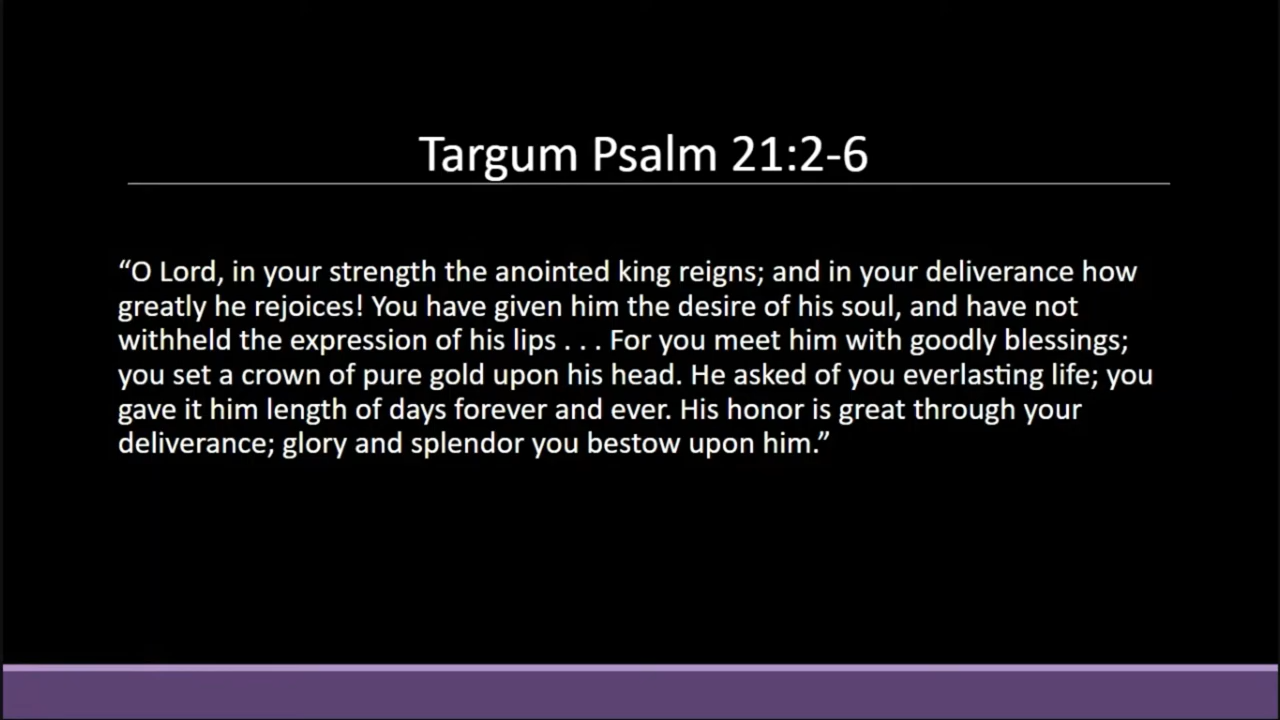 Targum Psalm 21:2-6
“O Lord, in your strength the anointed king reigns; and in your deliverance how
greatly he rejoices! You have given him the desire of his soul, and have not
withheld the expression of his lips . . . For you meet him with goodly blessings;
you set a crown of pure gold upon his head. He asked of you everlasting life; you
gave it him length of days forever and ever. His honor is great through your
deliverance; glory and splendor you bestow upon him.”